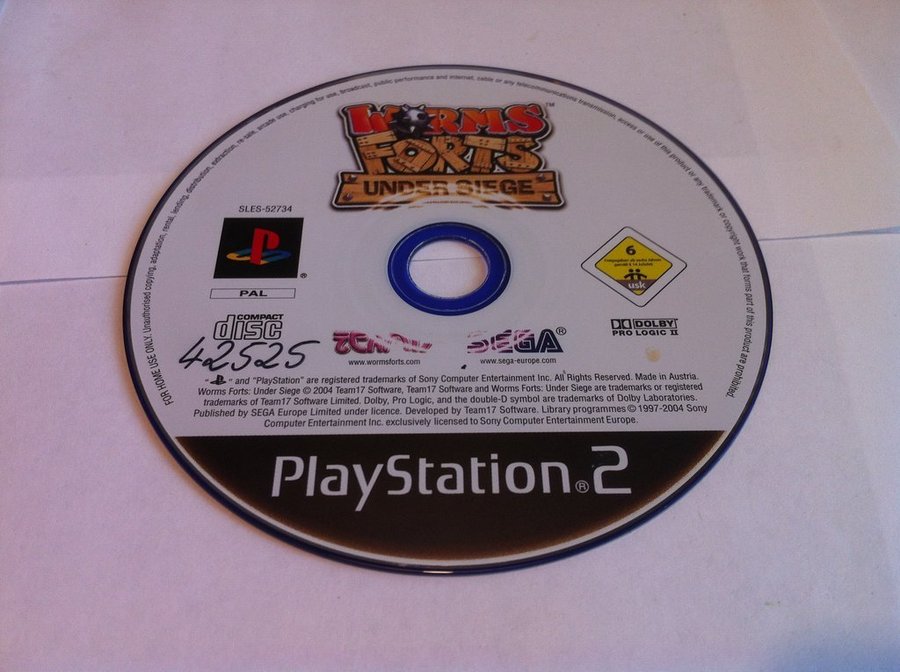 FOR HOME USE ONLY. Unauthorised copying, adaptation, rental, lending, distribution, extraction, re-sale, arcade use, charging for use, broadcast, public performance and internet, cable or any telecommunications transmission, access or use of this product or any trademark or copyright work that forms part of this product are prohibited.
WORMS™
FORTS
UNDER SIEGE
SLES-52734
®
PAL
6
usk
COMPACT
disc
42525
TEAM17
www.wormsforts.com
SEGA®
www.sega-europe.com
DOLBY
PRO LOGIC II
" " and "PlayStation" are registered trademarks of Sony Computer Entertainment Inc. All Rights Reserved. Made in Austria.
Worms Forts: Under Siege © 2004 Team17 Software, Team17 Software and Worms Forts: Under Siege are trademarks or registered
trademarks of Team17 Software Limited. Dolby, Pro Logic, and the double-D symbol are trademarks of Dolby Laboratories.
Published by SEGA Europe Limited under licence. Developed by Team17 Software. Library programmes © 1997-2004 Sony
Computer Entertainment Inc. exclusively licensed to Sony Computer Entertainment Europe.
PlayStation®2